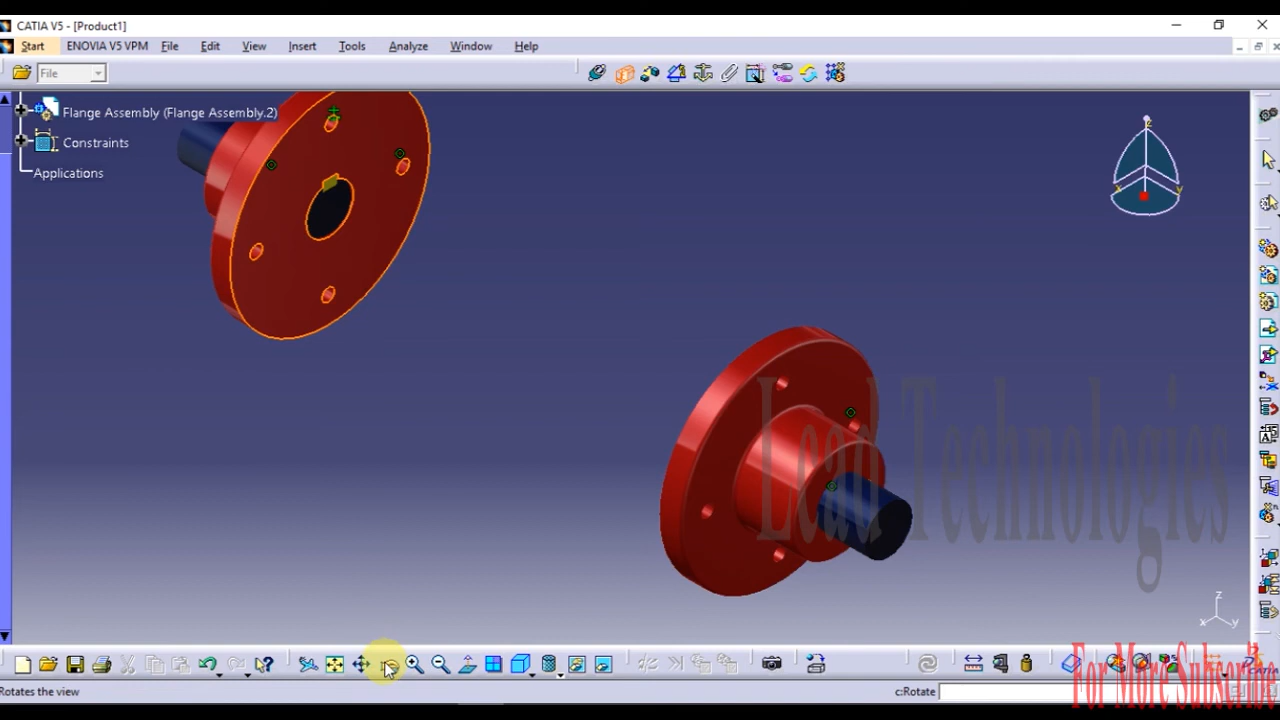 CATIA V5 - [Product1]
Start ENOVIA V5 VPM File Edit View Insert Tools Analyze Window Help
File
Flange Assembly (Flange Assembly.2)
Constraints
Applications
z
x y
Lead Technologies
z
x y
For More Subscribe
CATIA
Rotates the view
c:Rotate